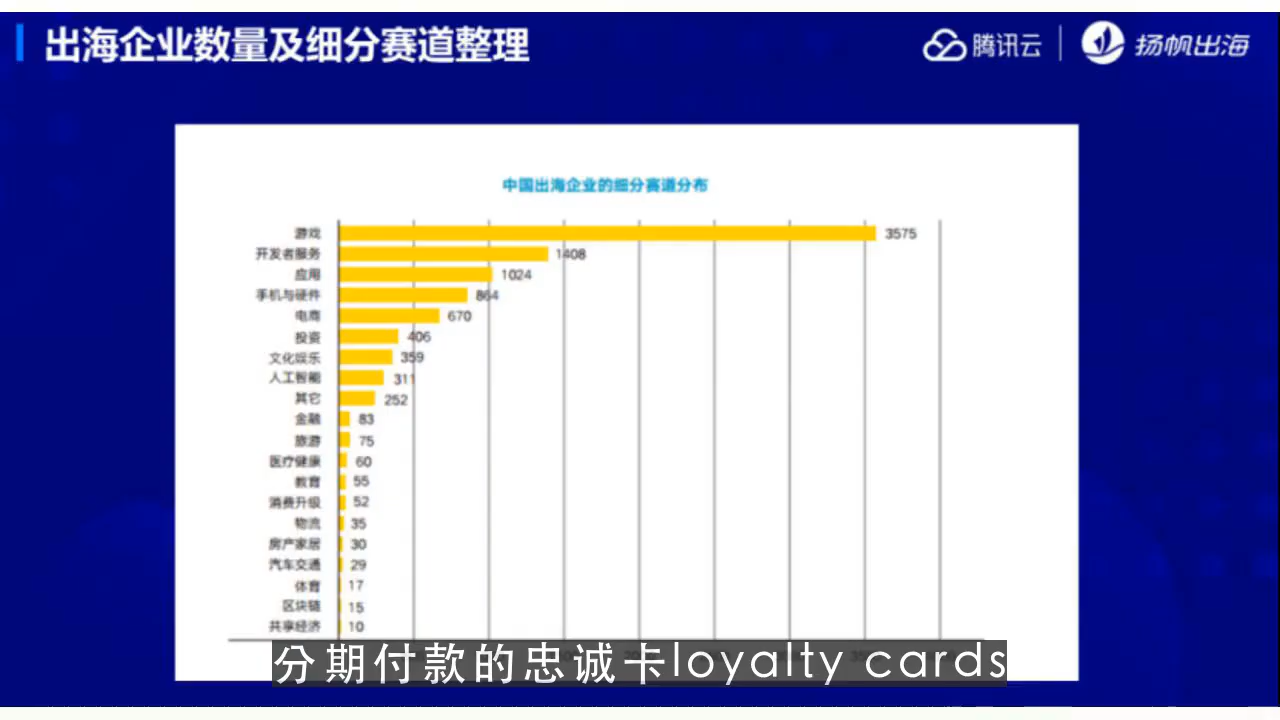 出海企业数量及细分赛道整理
腾讯云
扬帆出海
中国出海企业的细分赛道分布
游戏 3575
开发者服务 1408
应用 1024
手机与硬件 864
电商 670
投资 406
文化娱乐 359
人工智能 311
其它 252
金融 83
旅游 75
医疗健康 60
教育 55
消费升级 52
物流 35
房产家居 30
汽车交通 29
体育 17
区块链 15
共享经济 10
分期付款的忠诚卡loyalty cards